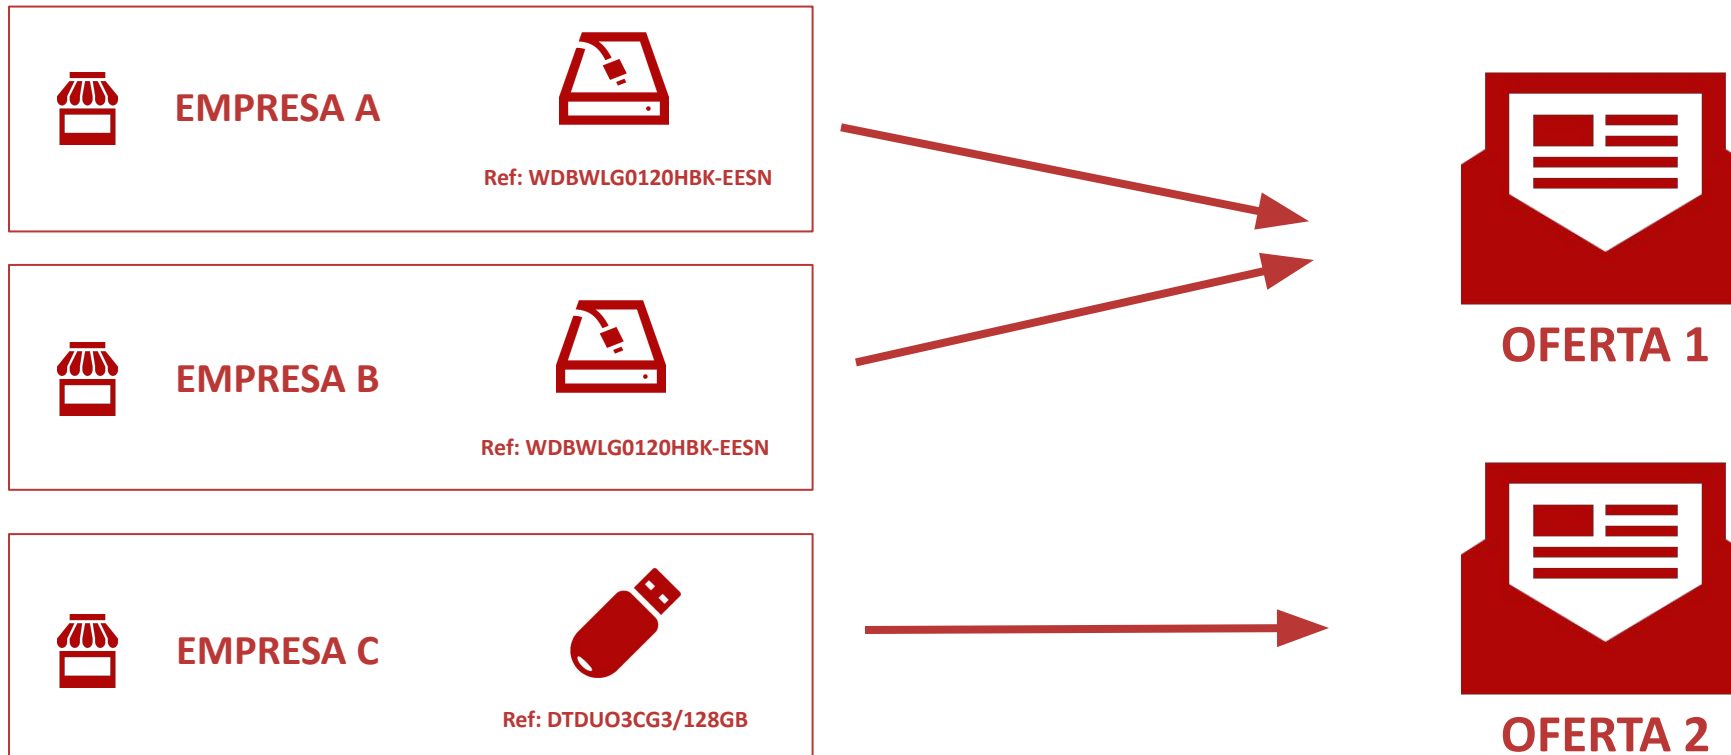 EMPRESA A
Ref: WDBWLG0120HBK-EESN
EMPRESA B
Ref: WDBWLG0120HBK-EESN
EMPRESA C
Ref: DTDUO3CG3/128GB
OFERTA 1
OFERTA 2